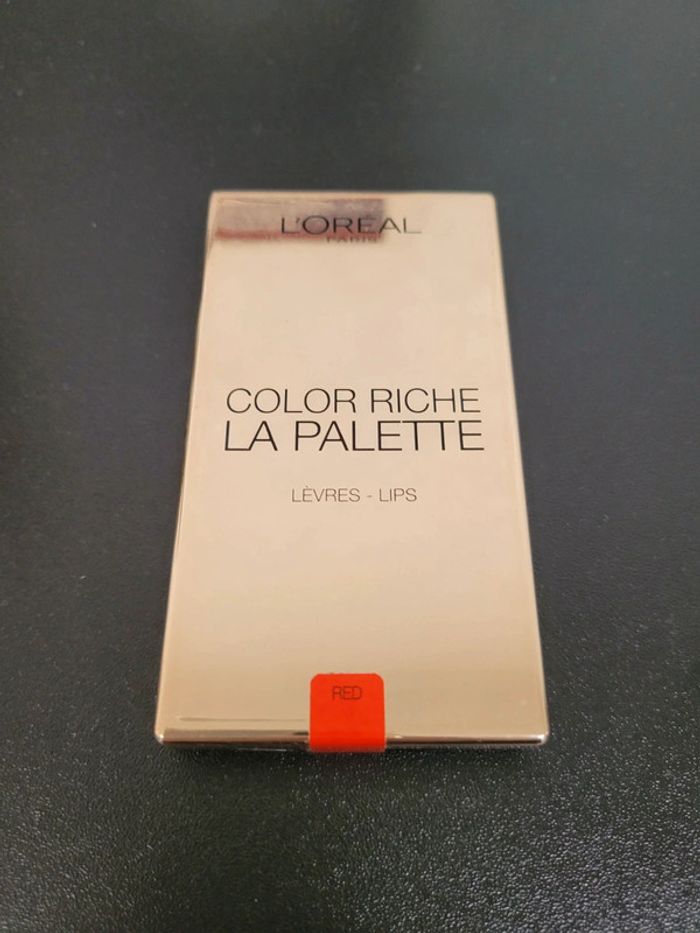 L'ORÉAL
PARIS
COLOR RICHE
LA PALETTE
LÈVRES - LIPS
RED